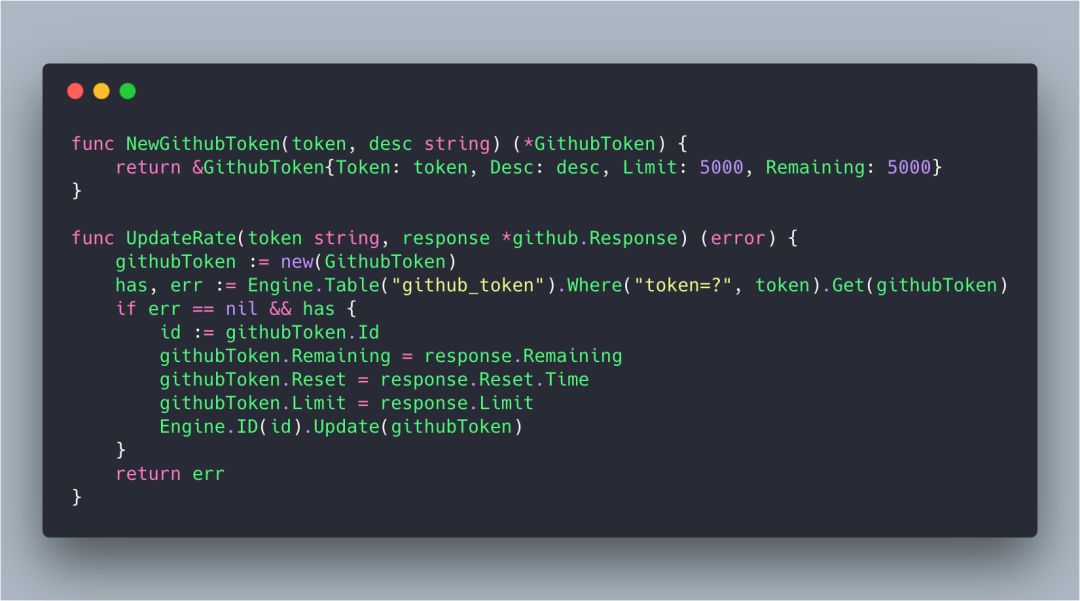 func NewGithubToken(token, desc string) (*GithubToken) {
    return &GithubToken{Token: token, Desc: desc, Limit: 5000, Remaining: 5000}
}

func UpdateRate(token string, response *github.Response) (error) {
    githubToken := new(GithubToken)
    has, err := Engine.Table("github_token").Where("token=?", token).Get(githubToken)
    if err == nil && has {
        id := githubToken.Id
        githubToken.Remaining = response.Remaining
        githubToken.Reset = response.Reset.Time
        githubToken.Limit = response.Limit
        Engine.ID(id).Update(githubToken)
    }
    return err
}